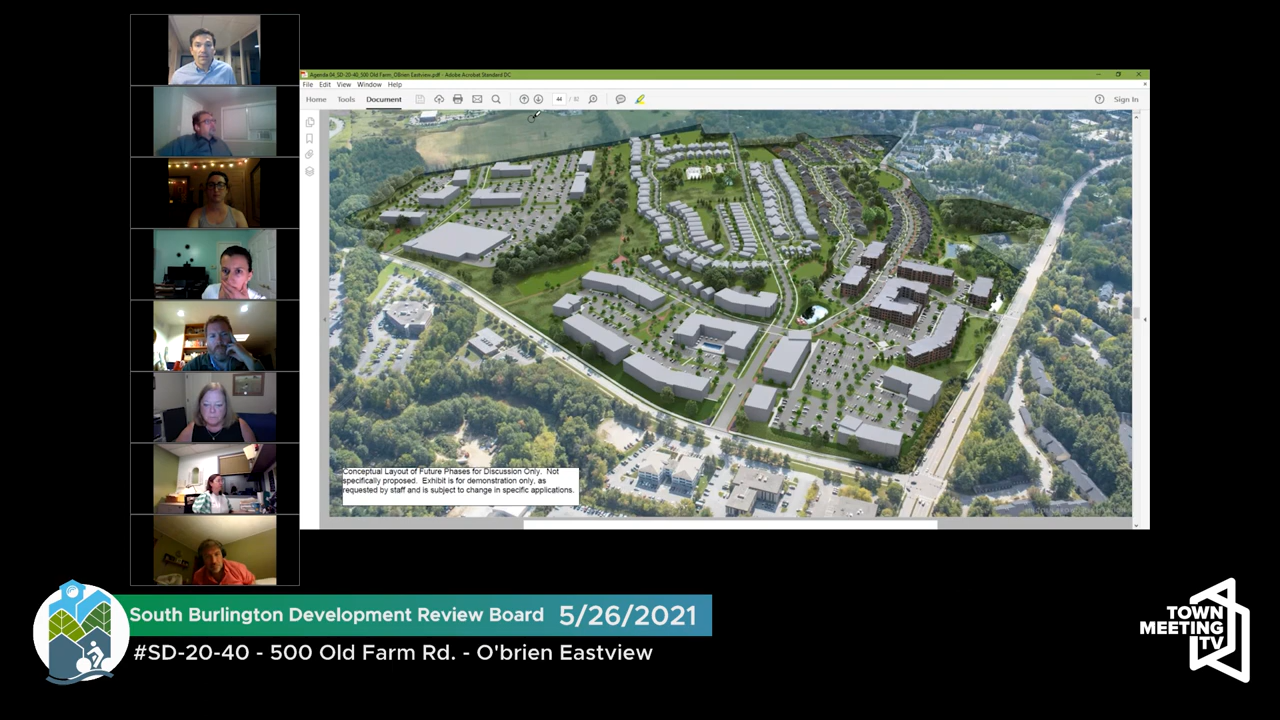 Agenda 04_SD-20-40_500 Old Farm_OBrien Eastview.pdf - Adobe Acrobat Standard DC
File Edit View Window Help
Home Tools Document
44 / 82
Sign In
Conceptual Layout of Future Phases for Discussion Only. Not
specifically proposed. Exhibit is for demonstration only, as
requested by staff and is subject to change in specific applications.
South Burlington Development Review Board 5/26/2021
#SD-20-40 - 500 Old Farm Rd. - O'brien Eastview
TOWN
MEETING
TV